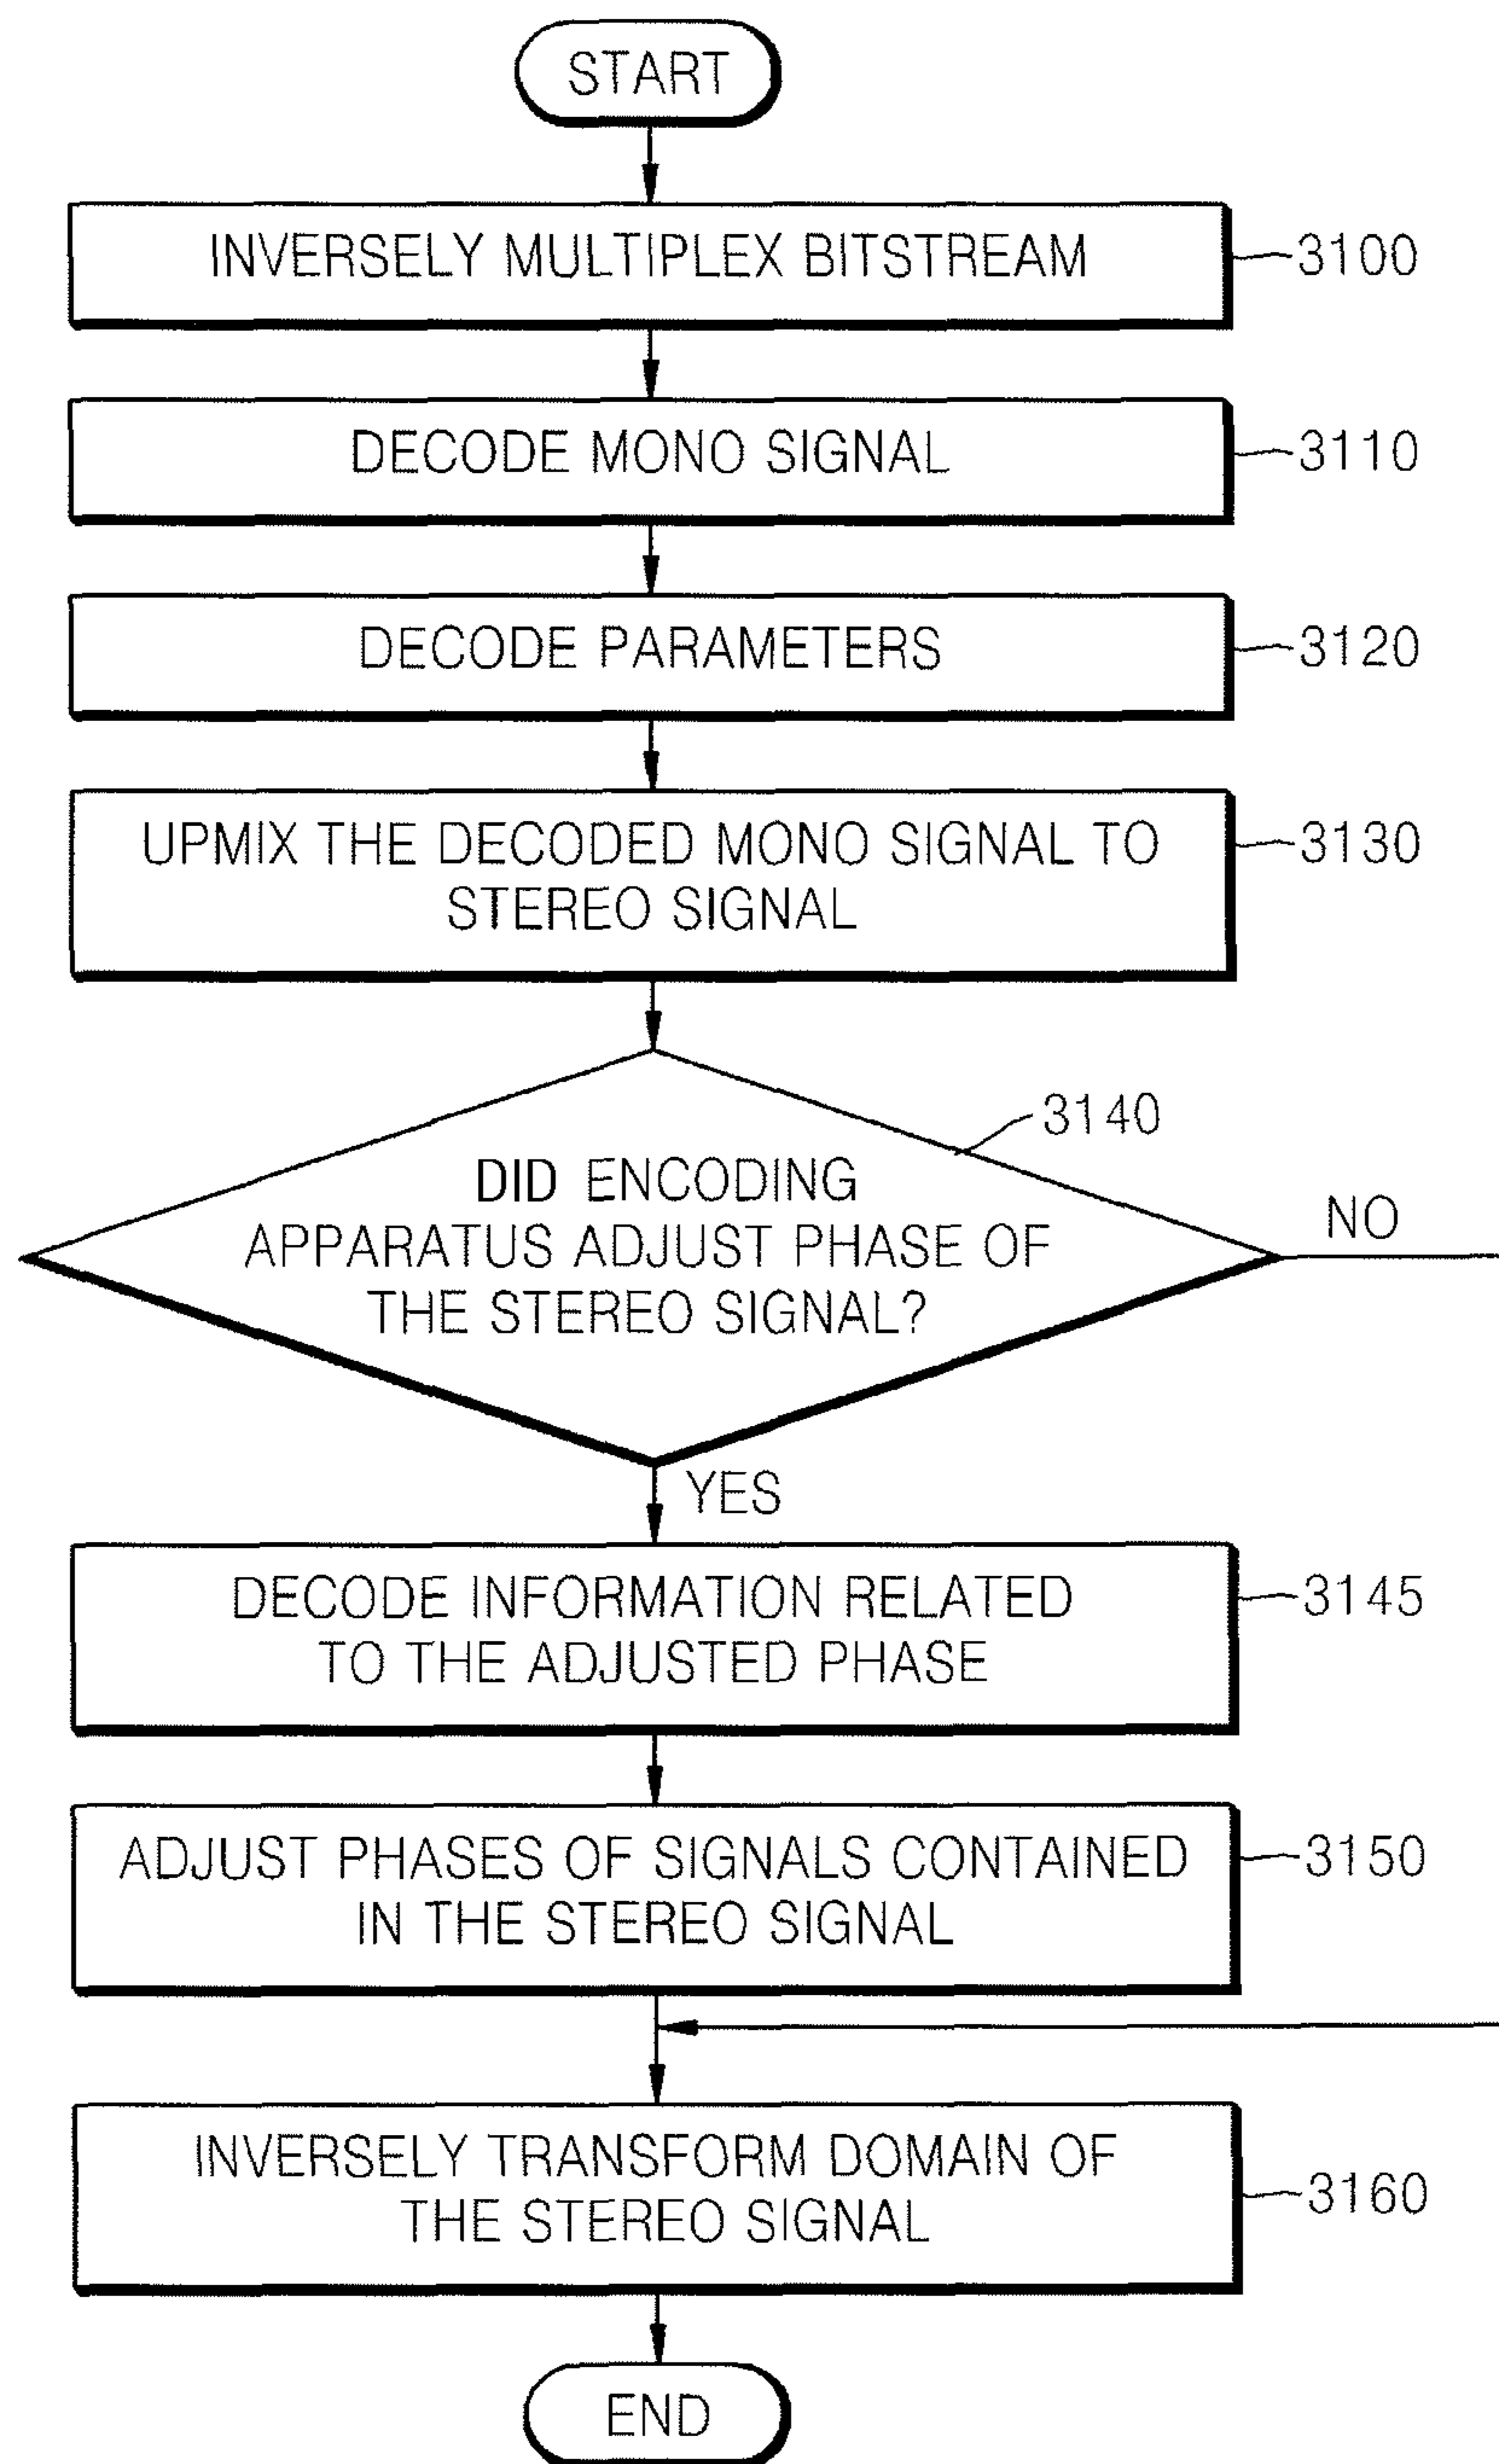 START
INVERSELY MULTIPLEX BITSTREAM
3100
DECODE MONO SIGNAL
3110
DECODE PARAMETERS
3120
UPMIX THE DECODED MONO SIGNAL TO
STEREO SIGNAL
3130
3140
DID ENCODING
APPARATUS ADJUST PHASE OF
THE STEREO SIGNAL?
NO
YES
DECODE INFORMATION RELATED
TO THE ADJUSTED PHASE
3145
ADJUST PHASES OF SIGNALS CONTAINED
IN THE STEREO SIGNAL
3150
INVERSELY TRANSFORM DOMAIN OF
THE STEREO SIGNAL
3160
END